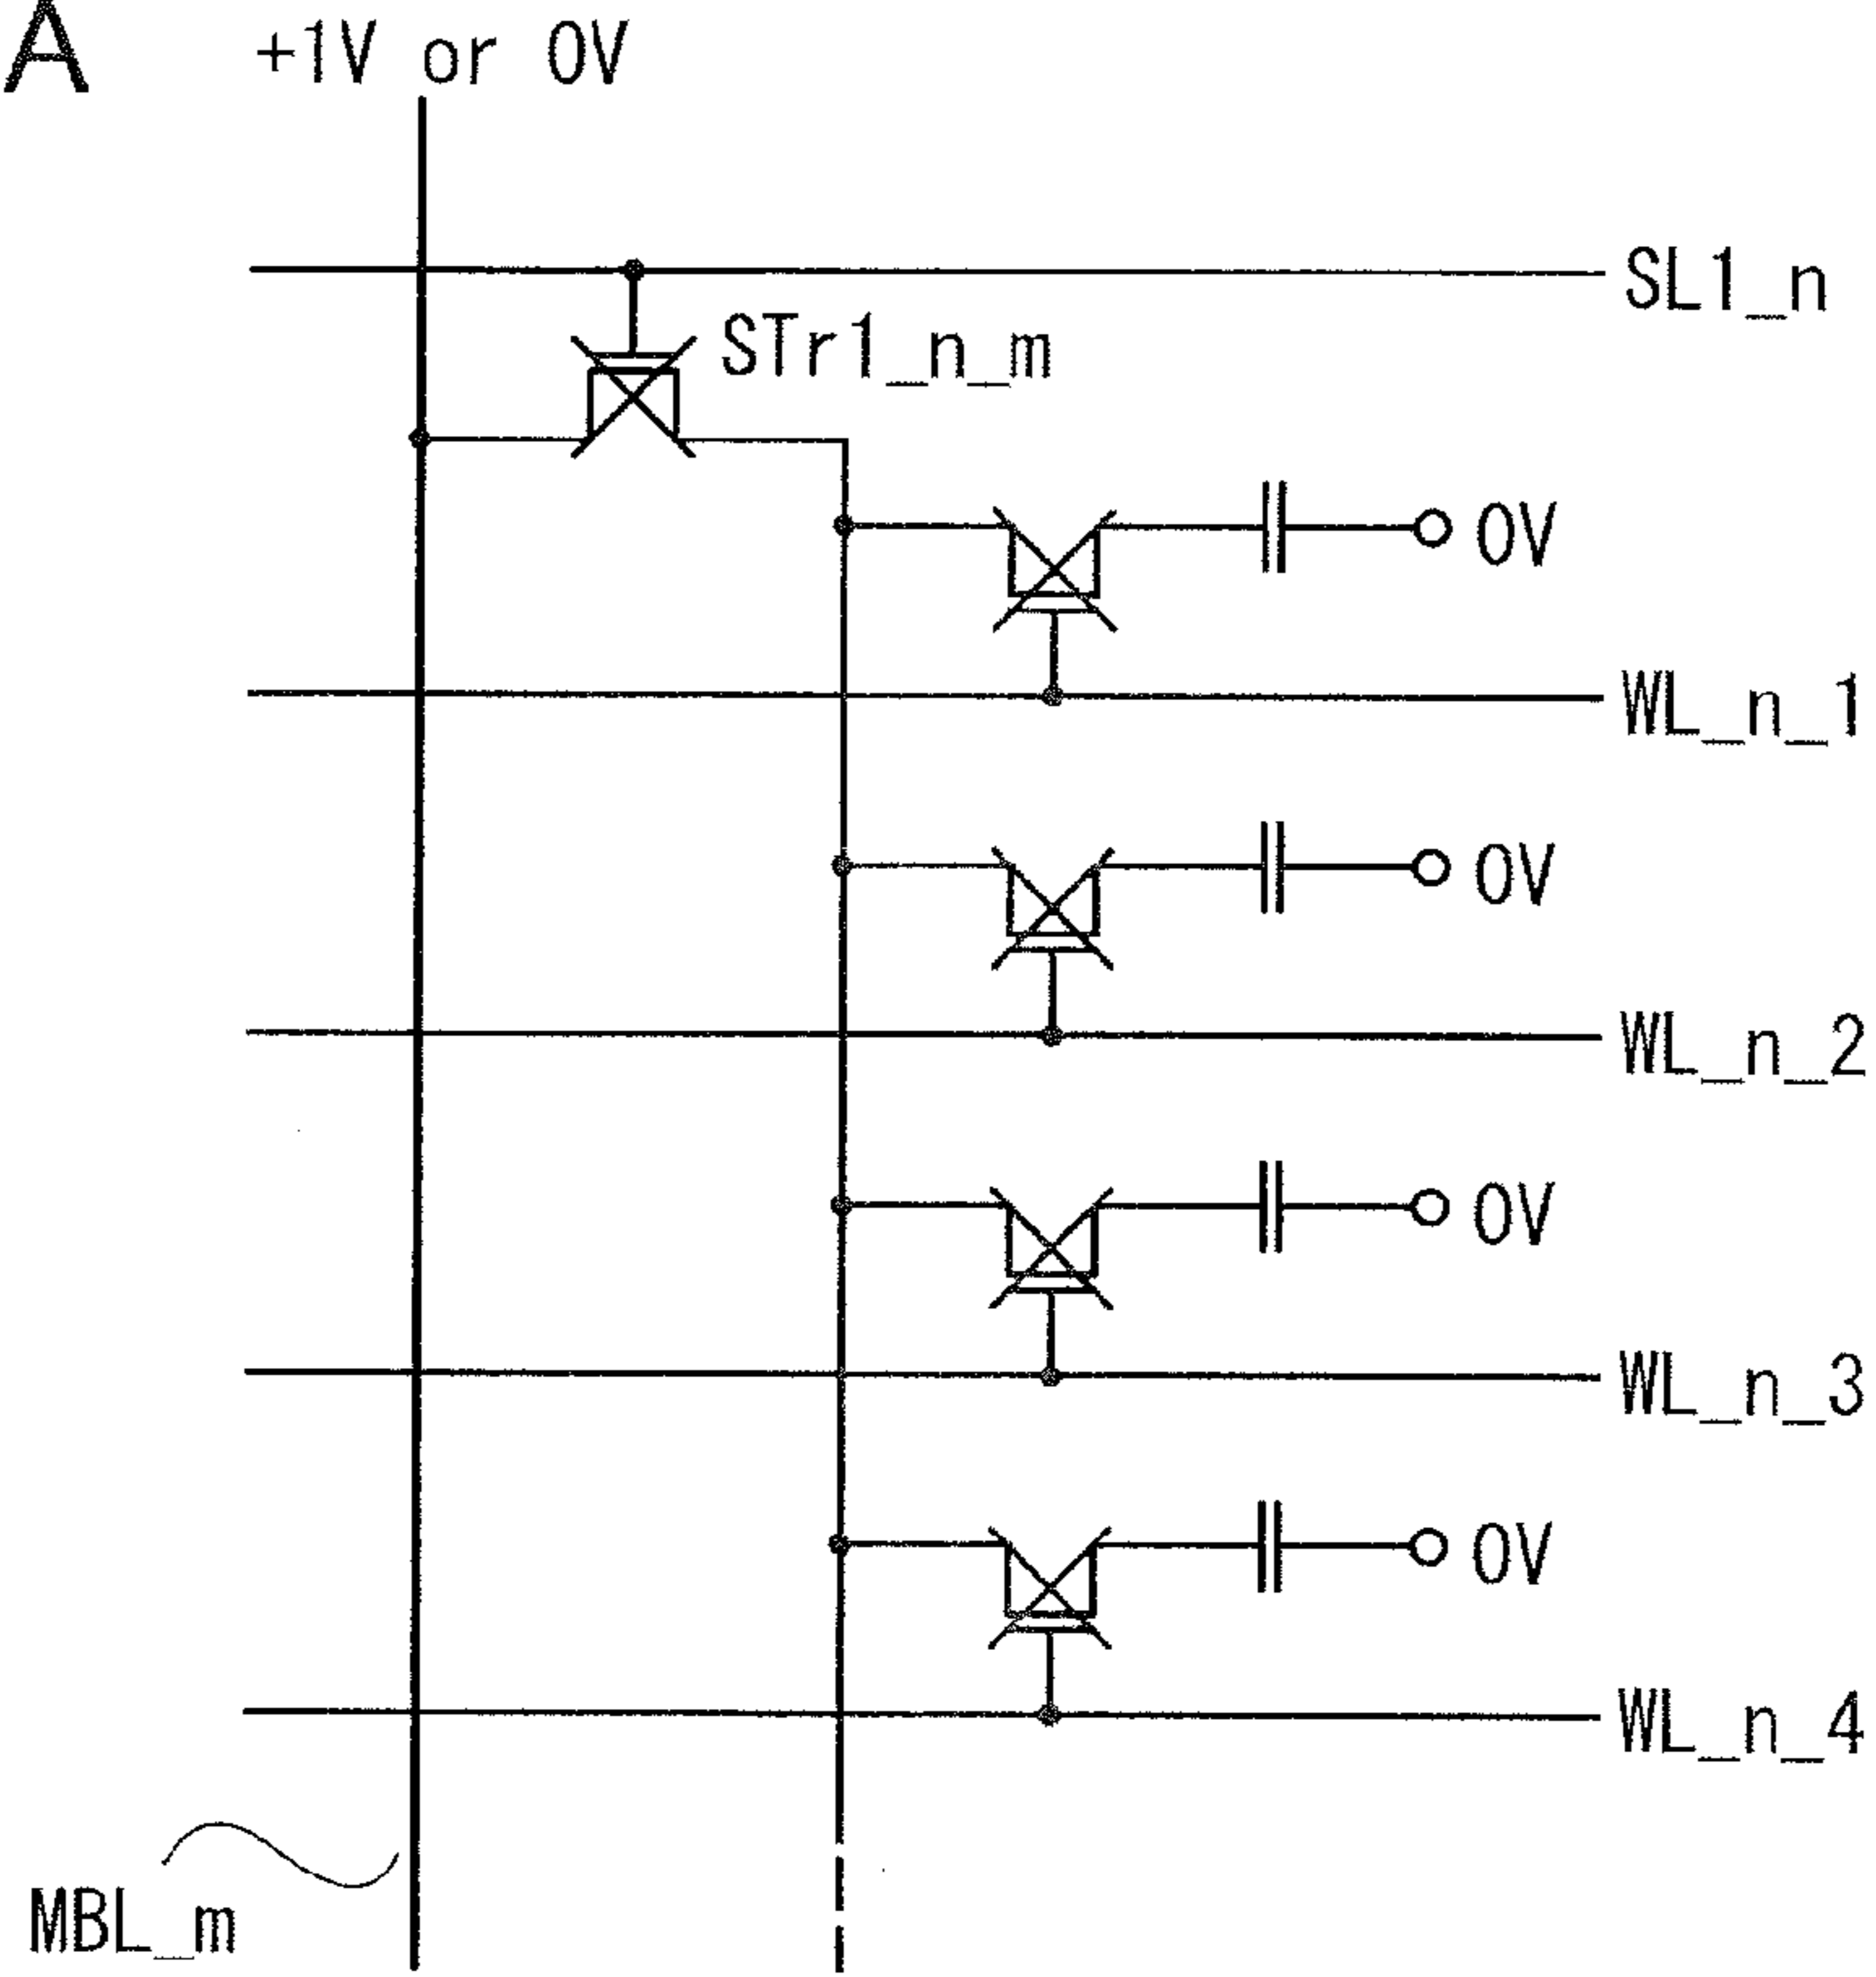 A
+1V or 0V
SL1_n
STr1_n_m
0V
WL_n_1
0V
WL_n_2
0V
WL_n_3
0V
WL_n_4
MBL_m